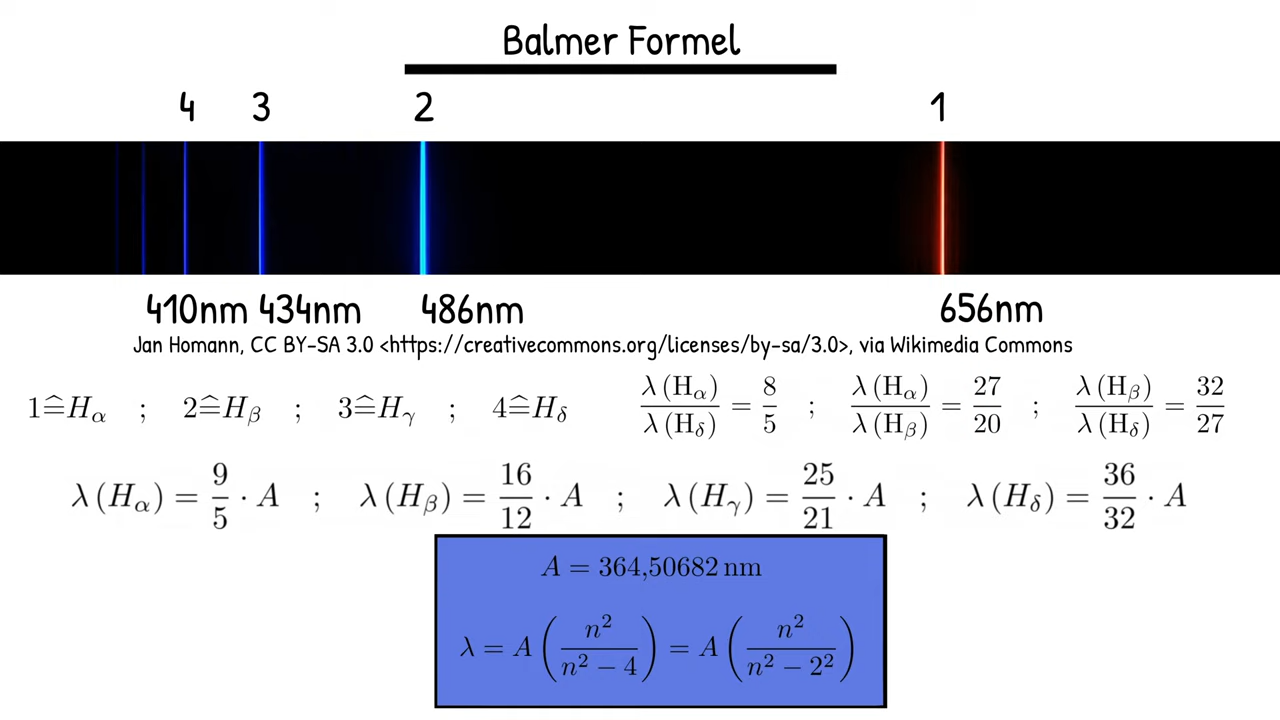 Balmer Formel
4 3 2 1
410nm 434nm 486nm 656nm
Jan Homann, CC BY-SA 3.0 <https://creativecommons.org/licenses/by-sa/3.0>, via Wikimedia Commons
1≙H_α ; 2≙H_β ; 3≙H_γ ; 4≙H_δ
λ(H_α)/λ(H_δ) = 8/5 ; λ(H_α)/λ(H_β) = 27/20 ; λ(H_β)/λ(H_δ) = 32/27
λ(H_α) = 9/5 · A ; λ(H_β) = 16/12 · A ; λ(H_γ) = 25/21 · A ; λ(H_δ) = 36/32 · A
A = 364,50682 nm
λ = A (n²/(n² − 4)) = A (n²/(n² − 2²))